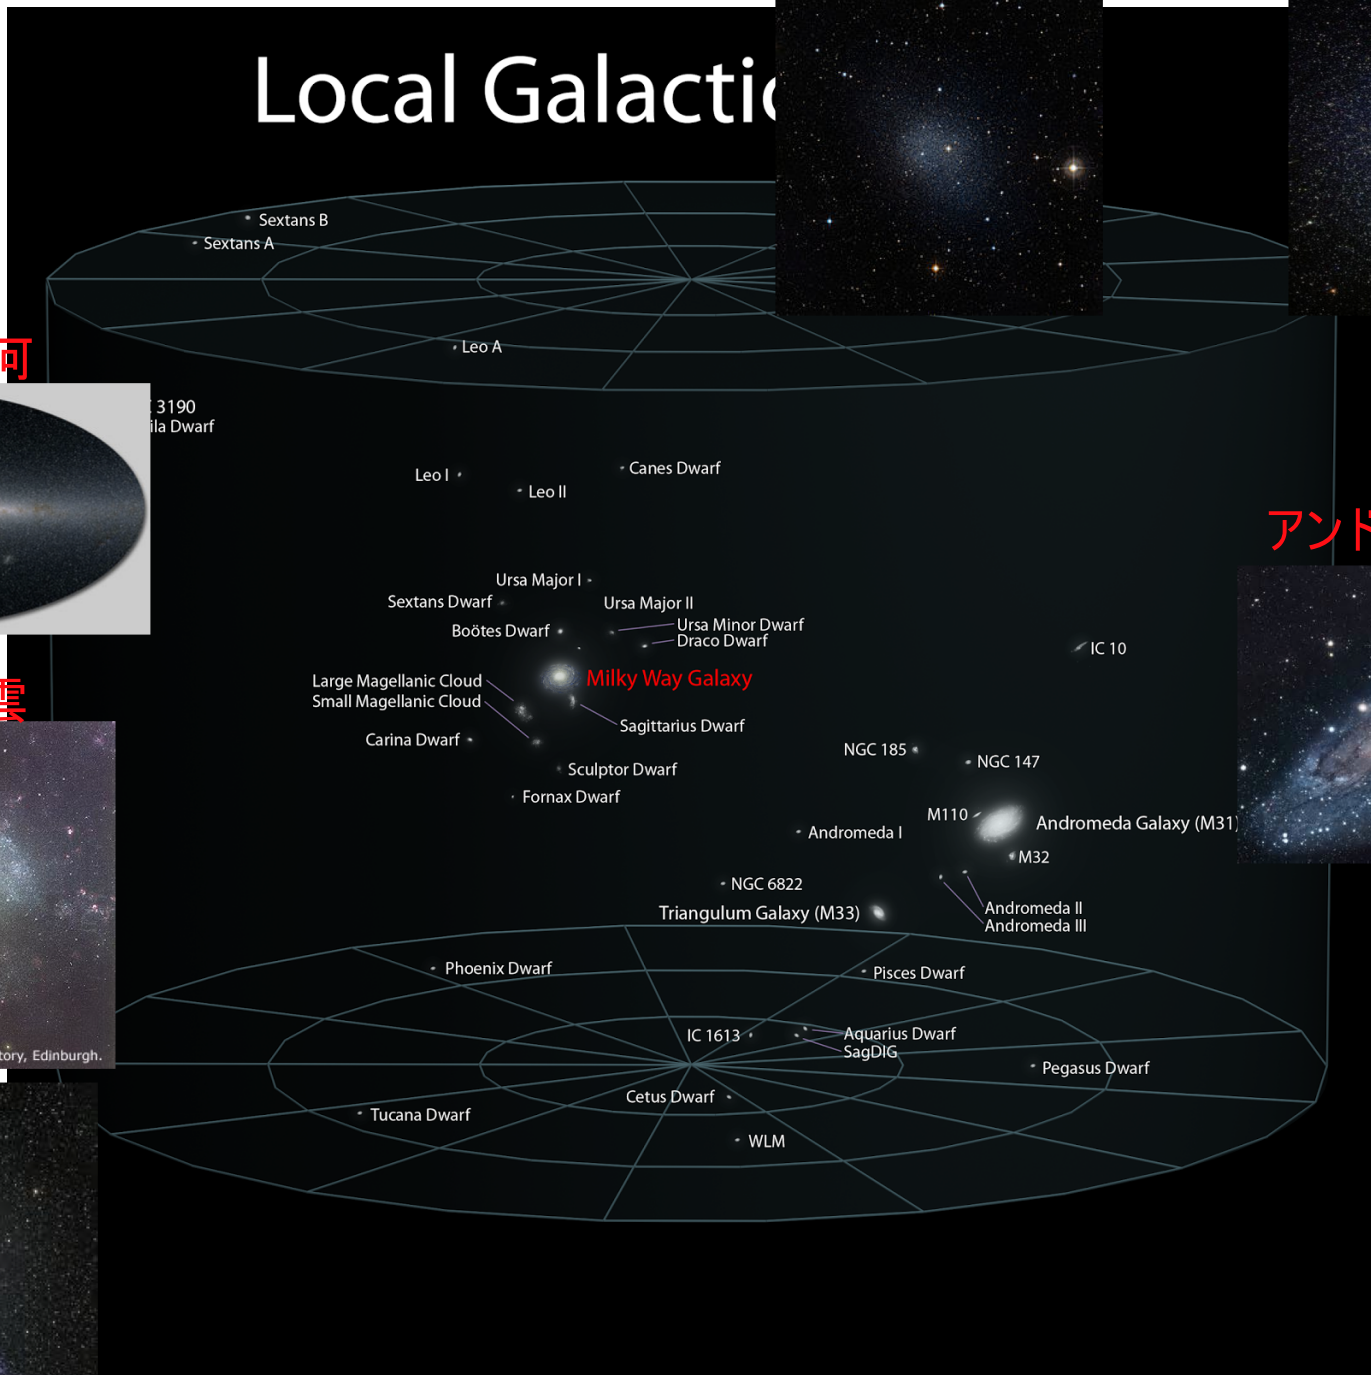 Local Galactic
Sextans B
Sextans A
Leo A
可
3190
ila Dwarf
Leo I
Leo II
Canes Dwarf
アンド
Ursa Major I
Sextans Dwarf
Ursa Major II
Boötes Dwarf
Ursa Minor Dwarf
Draco Dwarf
IC 10
Milky Way Galaxy
Large Magellanic Cloud
Small Magellanic Cloud
雲
Sagittarius Dwarf
Carina Dwarf
NGC 185
NGC 147
Sculptor Dwarf
Fornax Dwarf
M110
Andromeda Galaxy (M31)
Andromeda I
M32
NGC 6822
Triangulum Galaxy (M33)
Andromeda II
Andromeda III
Phoenix Dwarf
Pisces Dwarf
IC 1613
Aquarius Dwarf
SagDIG
tory, Edinburgh.
Pegasus Dwarf
Cetus Dwarf
Tucana Dwarf
WLM